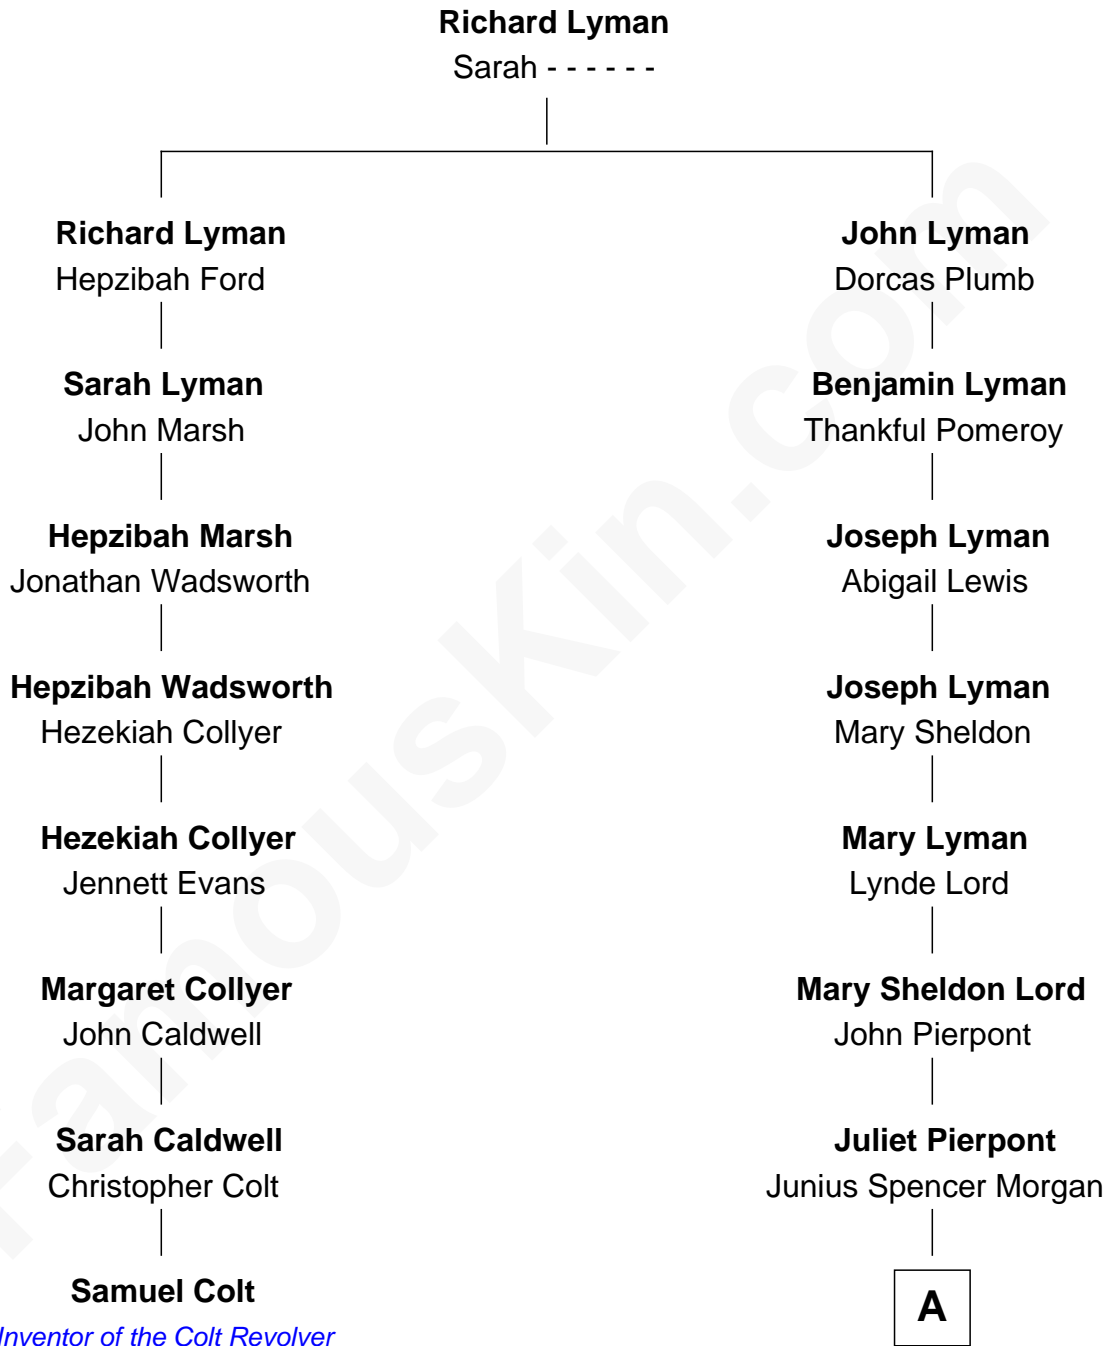 Richard Lyman
Sarah - - - - - -
Richard Lyman
Hepzibah Ford
John Lyman
Dorcas Plumb
Sarah Lyman
John Marsh
Benjamin Lyman
Thankful Pomeroy
Hepzibah Marsh
Jonathan Wadsworth
Joseph Lyman
Abigail Lewis
Hepzibah Wadsworth
Hezekiah Collyer
Joseph Lyman
Mary Sheldon
Hezekiah Collyer
Jennett Evans
Mary Lyman
Lynde Lord
Margaret Collyer
John Caldwell
Mary Sheldon Lord
John Pierpont
Sarah Caldwell
Christopher Colt
Juliet Pierpont
Junius Spencer Morgan
Samuel Colt
Inventor of the Colt Revolver
A
FamousKin.com